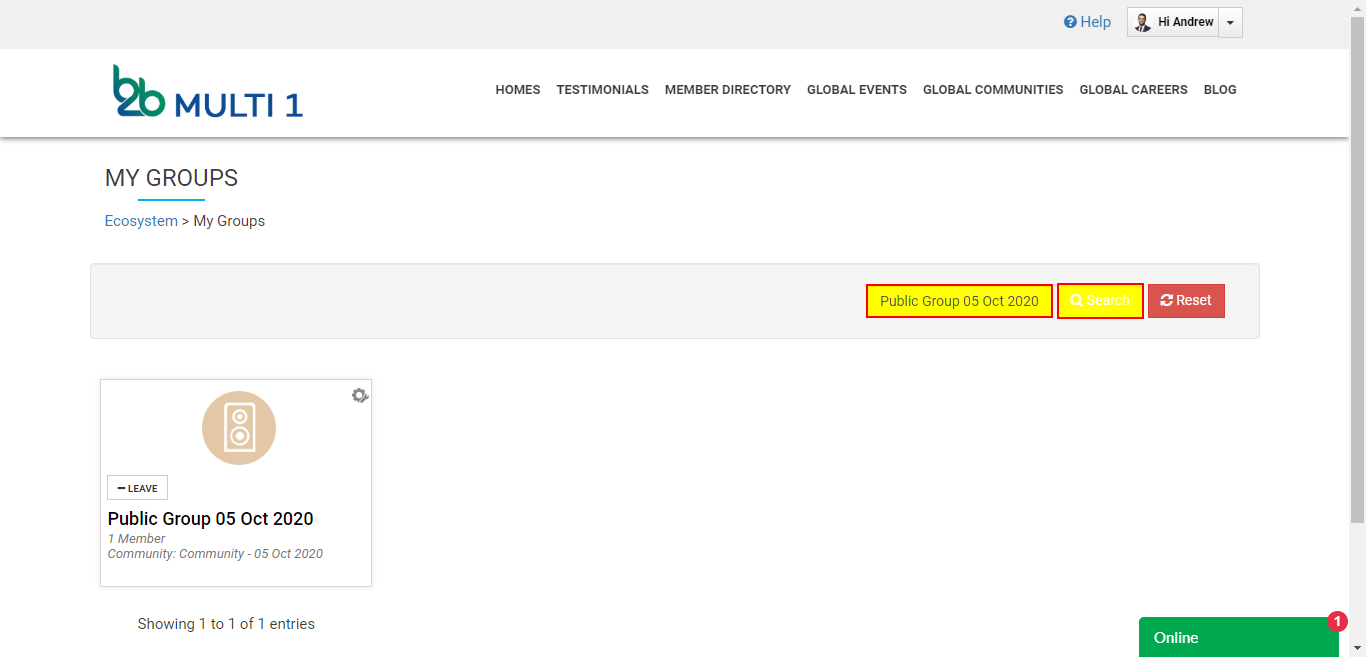 Help
Hi Andrew
b2b MULTI 1
HOMES TESTIMONIALS MEMBER DIRECTORY GLOBAL EVENTS GLOBAL COMMUNITIES GLOBAL CAREERS BLOG
MY GROUPS
Ecosystem > My Groups
Public Group 05 Oct 2020 Search Reset
LEAVE
Public Group 05 Oct 2020
1 Member
Community: Community - 05 Oct 2020
Showing 1 to 1 of 1 entries
1
Online